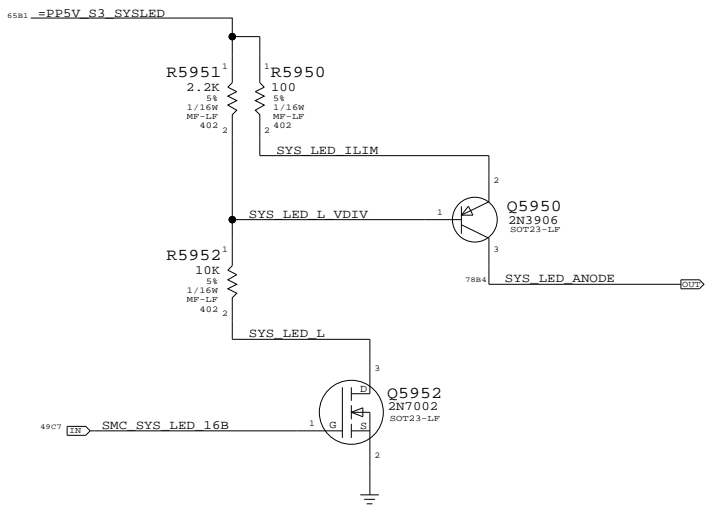 65B1 =PP5V_S3_SYSLED
1 1
R5951 R5950
2.2K 100
5% 5%
1/16W 1/16W
MF-LF MF-LF
402 402
2 2
SYS_LED_ILIM
2
Q5950
2N3906
SOT23-LF
1
SYS_LED_L_VDIV
3
R5952
1
10K
5%
1/16W
MF-LF
402
2
78B4 SYS_LED_ANODE
OUT
SYS_LED_L
3
D
Q5952
2N7002
SOT23-LF
49C7 IN SMC_SYS_LED_16B
1 G S
2